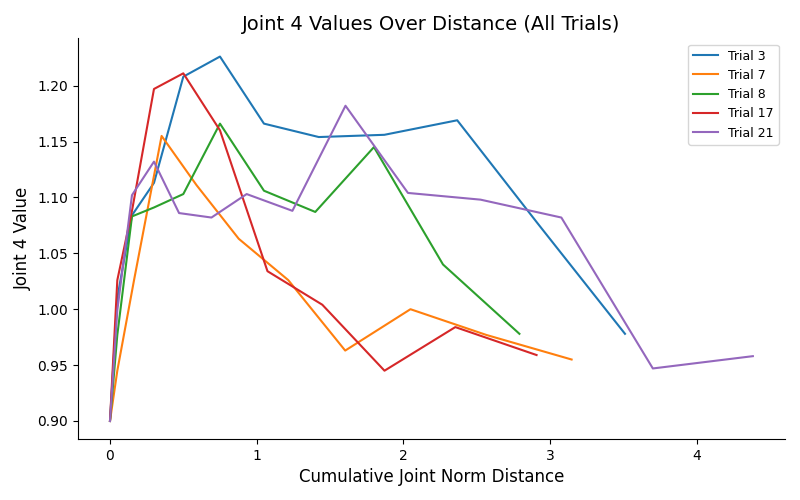 Joint 4 Values Over Distance (All Trials)
Joint 4 Value
1.20
1.15
1.10
1.05
1.00
0.95
0.90
Trial 3
Trial 7
Trial 8
Trial 17
Trial 21
0 1 2 3 4
Cumulative Joint Norm Distance